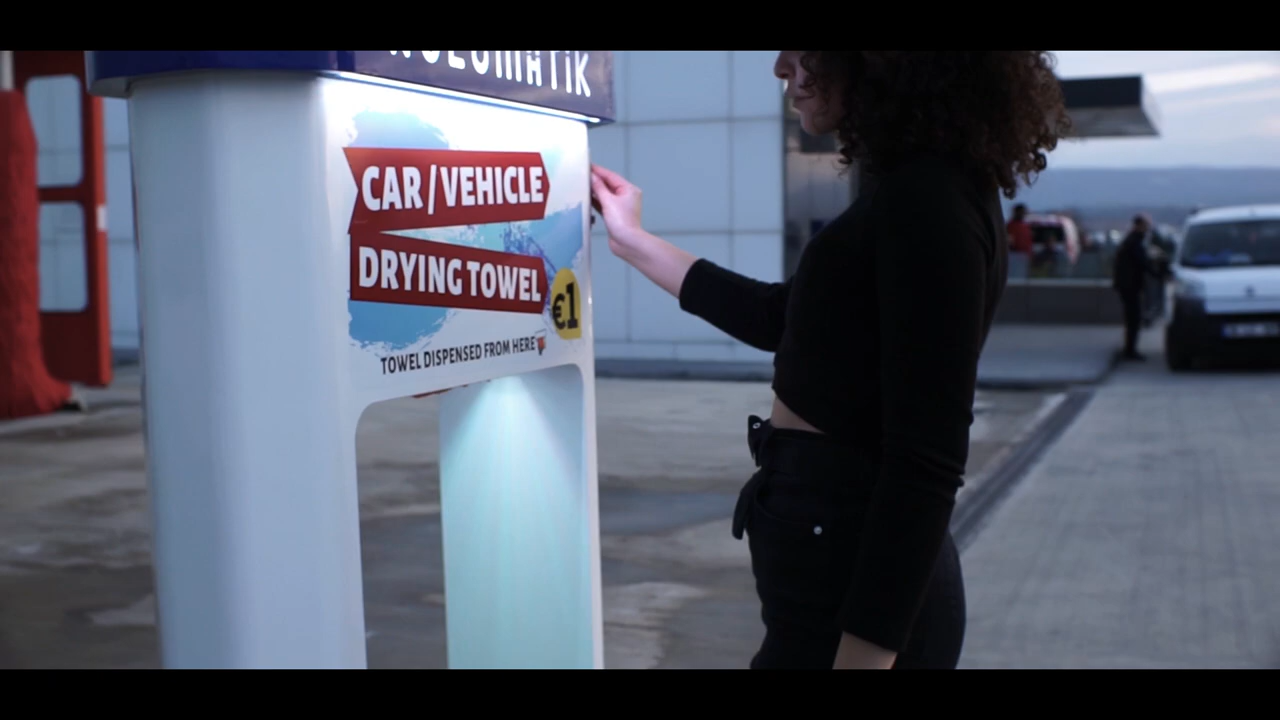 CAR / VEHICLE
DRYING TOWEL
€1
TOWEL DISPENSED FROM HERE